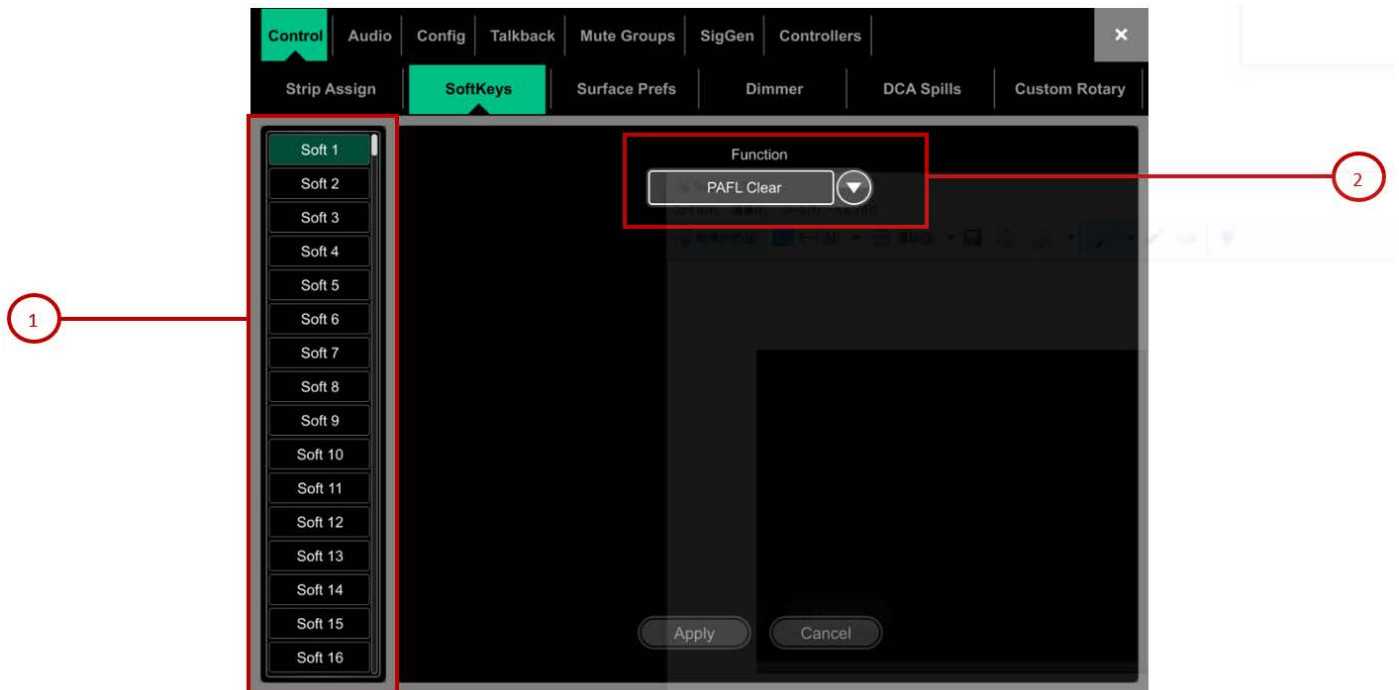 Control Audio Config Talkback Mute Groups SigGen Controllers ×
Strip Assign SoftKeys Surface Prefs Dimmer DCA Spills Custom Rotary
Soft 1
Soft 2
Soft 3
Soft 4
Soft 5
Soft 6
Soft 7
Soft 8
Soft 9
Soft 10
Soft 11
Soft 12
Soft 13
Soft 14
Soft 15
Soft 16
Function
PAFL Clear
Apply Cancel
1
2